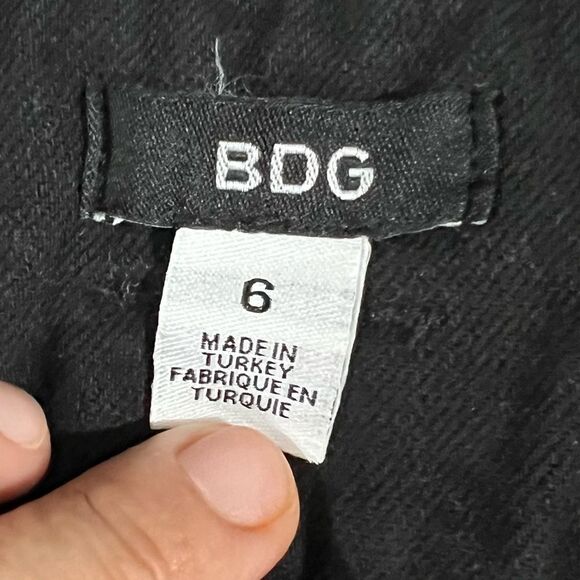 BDG
6
MADE IN
TURKEY
FABRIQUE EN
TURQUIE